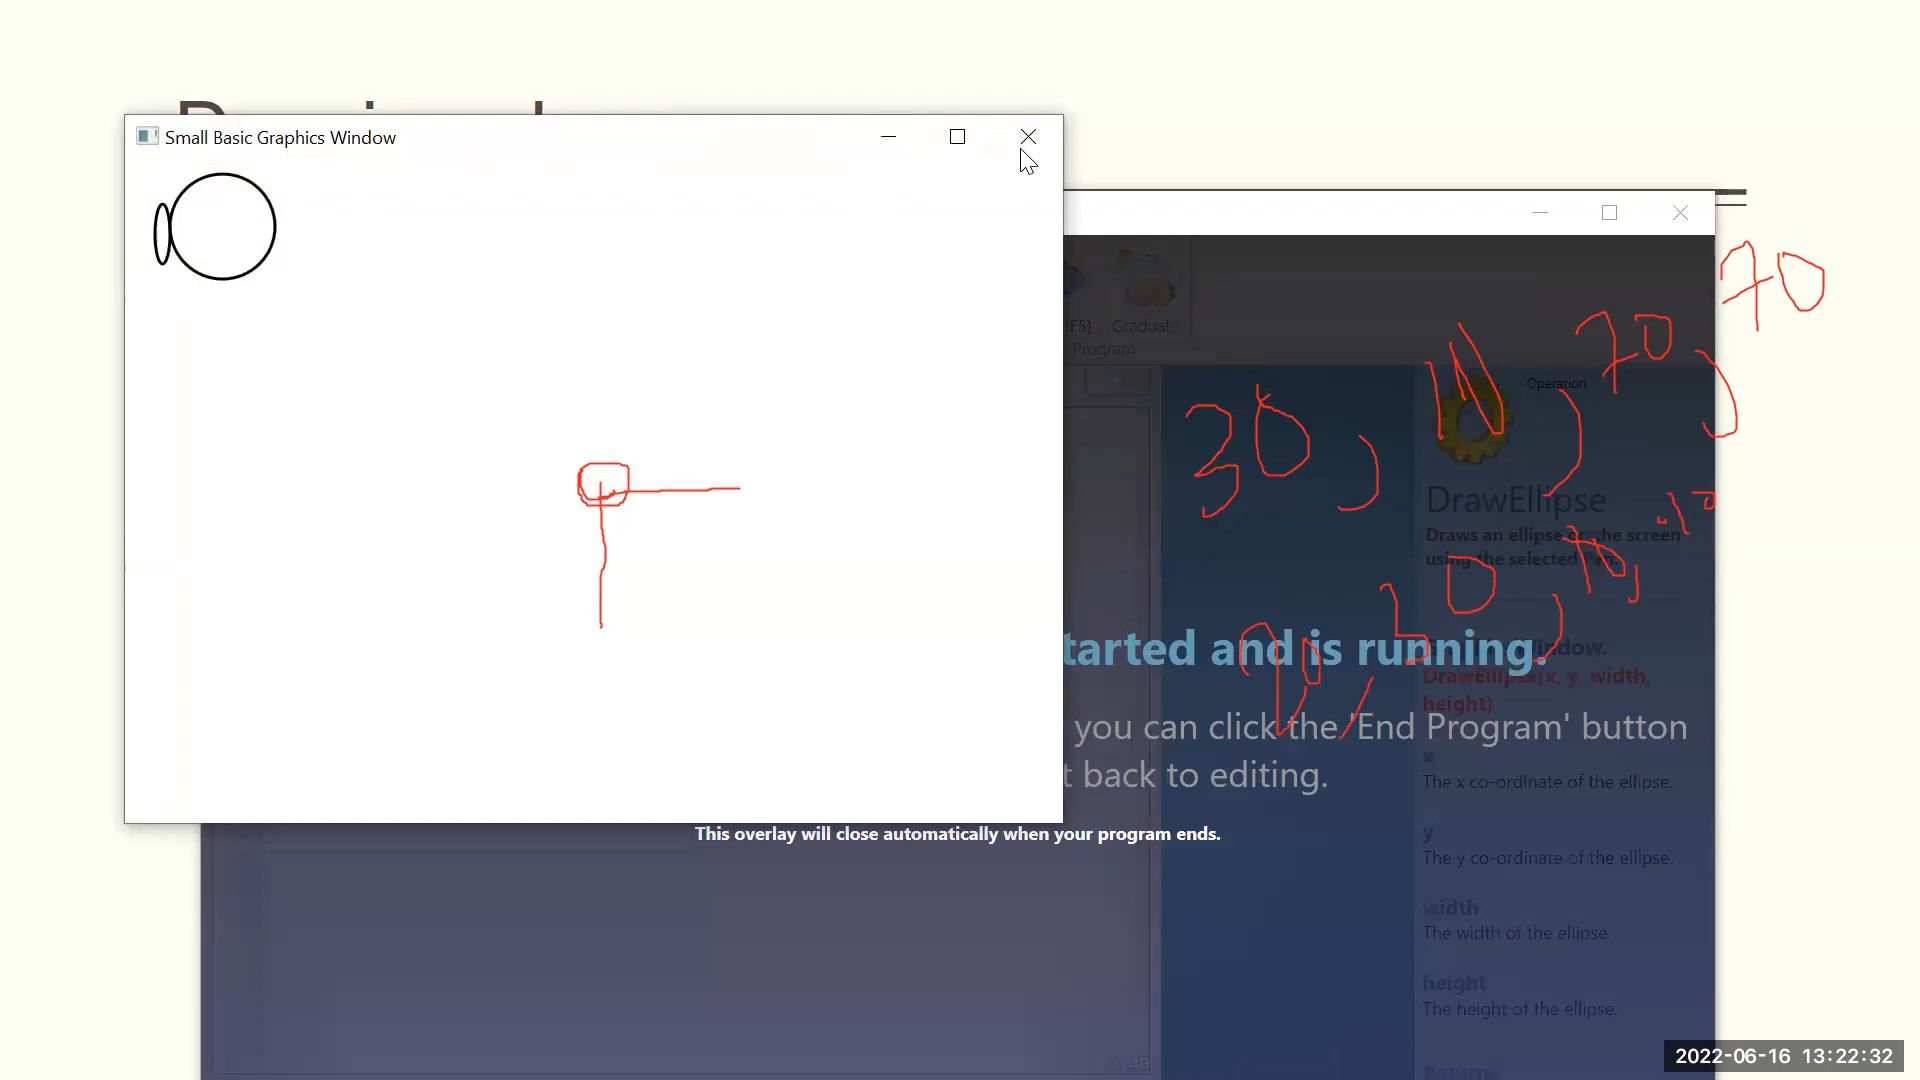 Small Basic Graphics Window
(F5) Graduate
Program
Operation
30, 10, 70, 70
DrawEllipse
Draws an ellipse on the screen
using the selected Pen.
tarted and is running.
DrawEllipse(x, y, width,
height)
you can click the 'End Program' button
t back to editing.
The x co-ordinate of the ellipse.
This overlay will close automatically when your program ends.
y
The y co-ordinate of the ellipse.
width
The width of the ellipse.
height
The height of the ellipse.
Returns
2022-06-16 13:22:32